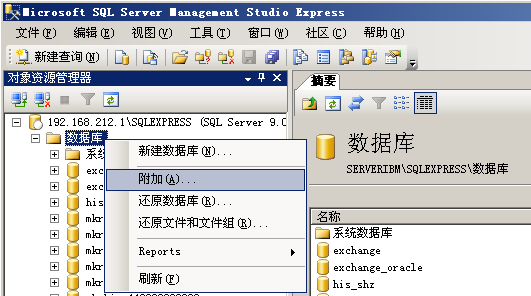 Microsoft SQL Server Management Studio Express
文件(F) 编辑(E) 视图(V) 工具(T) 窗口(W) 社区(C) 帮助(H)
新建查询(N)
对象资源管理器
192.168.212.1\SQLEXPRESS (SQL Server 9.0
数据库
系统
exc
exc
his
mkr
mkr
mkr
mkr
mkr
新建数据库(N)...
附加(A)...
还原数据库(R)...
还原文件和文件组(R)...
Reports
刷新(F)
摘要
数据库
SERVERIBM\SQLEXPRESS\数据库
名称
系统数据库
exchange
exchange_oracle
his_shz